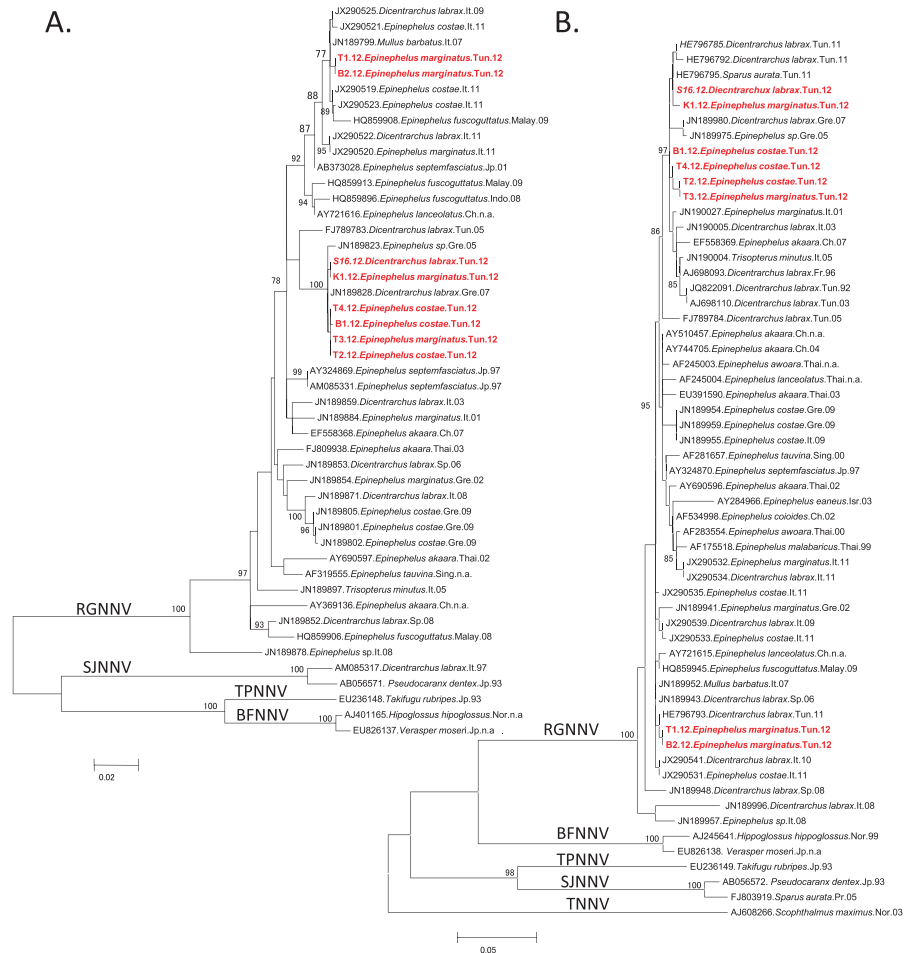 A.
JX290525.Dicentrarchus labrax.It.09
JX290521.Epinephelus costae.It.11
JN189799.Mullus barbatus.It.07
77
T1.12.Epinephelus marginatus.Tun.12
B2.12.Epinephelus marginatus.Tun.12
JX290519.Epinephelus costae.It.11
88
JX290523.Epinephelus costae.It.11
89
HQ859908.Epinephelus fuscoguttatus.Malay.09
87
JX290522.Dicentrarchus labrax.It.11
95
JX290520.Epinephelus marginatus.It.11
92
AB373028.Epinephelus septemfasciatus.Jp.01
HQ859913.Epinephelus fuscoguttatus.Malay.09
94
HQ859896.Epinephelus fuscoguttatus.Indo.08
AY721616.Epinephelus lanceolatus.Ch.n.a.
FJ789783.Dicentrarchus labrax.Tun.05
JN189823.Epinephelus sp.Gre.05
S16.12.Dicentrarchus labrax.Tun.12
78
K1.12.Epinephelus marginatus.Tun.12
100
JN189828.Dicentrarchus labrax.Gre.07
T4.12.Epinephelus costae.Tun.12
B1.12.Epinephelus costae.Tun.12
T3.12.Epinephelus marginatus.Tun.12
T2.12.Epinephelus costae.Tun.12
99
AY324869.Epinephelus septemfasciatus.Jp.97
AM085331.Epinephelus septemfasciatus.Jp.97
JN189859.Dicentrarchus labrax.It.03
JN189884.Epinephelus marginatus.It.01
EF558368.Epinephelus akaara.Ch.07
FJ809938.Epinephelus akaara.Thai.03
JN189853.Dicentrarchus labrax.Sp.06
JN189854.Epinephelus marginatus.Gre.02
JN189871.Dicentrarchus labrax.It.08
JN189805.Epinephelus costae.Gre.09
100
JN189801.Epinephelus costae.Gre.09
96
JN189802.Epinephelus costae.Gre.09
AY690597.Epinephelus akaara.Thai.02
97
AF319555.Epinephelus tauvina.Sing.n.a.
JN189897.Trisopterus minutus.It.05
AY369136.Epinephelus akaara.Ch.n.a.
RGNNV
100
JN189852.Dicentrarchus labrax.Sp.08
93
HQ859906.Epinephelus fuscoguttatus.Malay.08
JN189878.Epinephelus sp.It.08
SJNNV
100
AM085317.Dicentrarchus labrax.It.97
AB056571.Pseudocaranx dentex.Jp.93
TPNNV
EU236148.Takifugu rubripes.Jp.93
100
BFNNV
100
AJ401165.Hipoglossus hipoglossus.Nor.n.a
EU826137.Verasper moseri.Jp.n.a .
0.02
B.
HE796785.Dicentrarchus labrax.Tun.11
HE796792.Dicentrarchus labrax.Tun.11
HE796795.Sparus aurata.Tun.11
S16.12.Diecntrarchux labrax.Tun.12
K1.12.Epinephelus marginatus.Tun.12
JN189980.Dicentrarchus labrax.Gre.07
JN189975.Epinephelus sp.Gre.05
97
B1.12.Epinephelus costae.Tun.12
T4.12.Epinephelus costae.Tun.12
T2.12.Epinephelus costae.Tun.12
T3.12.Epinephelus marginatus.Tun.12
JN190027.Epinephelus marginatus.It.01
86
JN190005.Dicentrarchus labrax.It.03
EF558369.Epinephelus akaara.Ch.07
JN190004.Trisopterus minutus.It.05
AJ698093.Dicentrarchus labrax.Fr.96
85
JQ822091.Dicentrarchus labrax.Tun.92
AJ698110.Dicentrarchus labrax.Tun.03
FJ789784.Dicentrarchus labrax.Tun.05
AY510457.Epinephelus akaara.Ch.n.a.
AY744705.Epinephelus akaara.Ch.04
AF245003.Epinephelus awoara.Thai.n.a.
AF245004.Epinephelus lanceolatus.Thai.n.a.
EU391590.Epinephelus akaara.Thai.03
95
JN189954.Epinephelus costae.Gre.09
JN189959.Epinephelus costae.Gre.09
JN189955.Epinephelus costae.It.09
AF281657.Epinephelus tauvina.Sing.00
AY324870.Epinephelus septemfasciatus.Jp.97
AY690596.Epinephelus akaara.Thai.02
AY284966.Epinephelus eaneus.Isr.03
AF534998.Epinephelus coioides.Ch.02
AF283554.Epinephelus awoara.Thai.00
AF175518.Epinephelus malabaricus.Thai.99
85
JX290532.Epinephelus marginatus.It.11
JX290534.Dicentrarchus labrax.It.11
JX290535.Epinephelus costae.It.11
JN189941.Epinephelus marginatus.Gre.02
JX290539.Dicentrarchus labrax.It.09
JX290533.Epinephelus costae.It.11
AY721615.Epinephelus lanceolatus.Ch.n.a.
HQ859945.Epinephelus fuscoguttatus.Malay.09
JN189952.Mullus barbatus.It.07
JN189943.Dicentrarchus labrax.Sp.06
HE796793.Dicentrarchus labrax.Tun.11
T1.12.Epinephelus marginatus.Tun.12
RGNNV
100
B2.12.Epinephelus marginatus.Tun.12
JX290541.Dicentrarchus labrax.It.10
JX290531.Epinephelus costae.It.11
JN189948.Dicentrarchus labrax.Sp.08
JN189996.Dicentrarchus labrax.It.08
JN189957.Epinephelus sp.It.08
BFNNV
100
AJ245641.Hippoglossus hippoglossus.Nor.99
EU826138. Verasper moseri.Jp.n.a
TPNNV
EU236149.Takifugu rubripes.Jp.93
98
SJNNV
100
AB056572. Pseudocaranx dentex.Jp.93
FJ803919.Sparus aurata.Pr.05
TNNV
AJ608266.Scophthalmus maximus.Nor.03
0.05